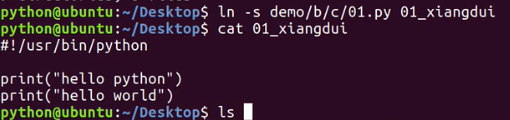 python@ubuntu:~/Desktop$ ln -s demo/b/c/01.py 01_xiangdui
python@ubuntu:~/Desktop$ cat 01_xiangdui
#!/usr/bin/python

print("hello python")
print("hello world")
python@ubuntu:~/Desktop$ ls